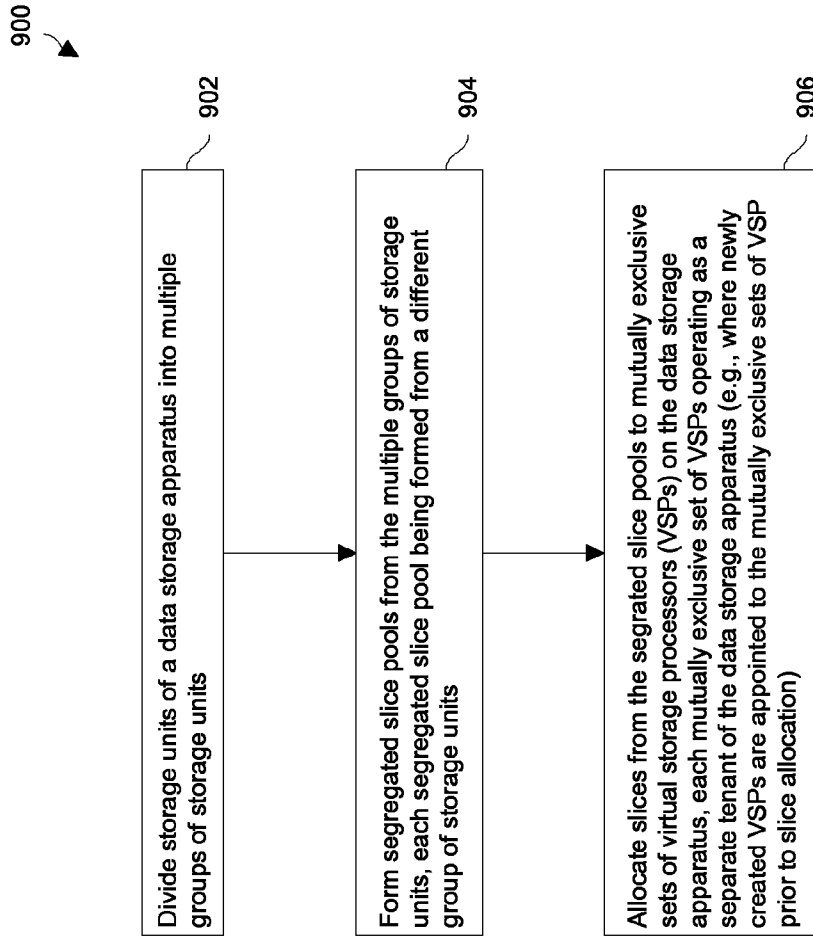 900
Divide storage units of a data storage apparatus into multiple
groups of storage units
902
Form segregated slice pools from the multiple groups of storage
units, each segregated slice pool being formed from a different
group of storage units
904
Allocate slices from the segrated slice pools to mutually exclusive
sets of virtual storage processors (VSPs) on the data storage
apparatus, each mutually exclusive set of VSPs operating as a
separate tenant of the data storage apparatus (e.g., where newly
created VSPs are appointed to the mutually exclusive sets of VSP
prior to slice allocation)
906